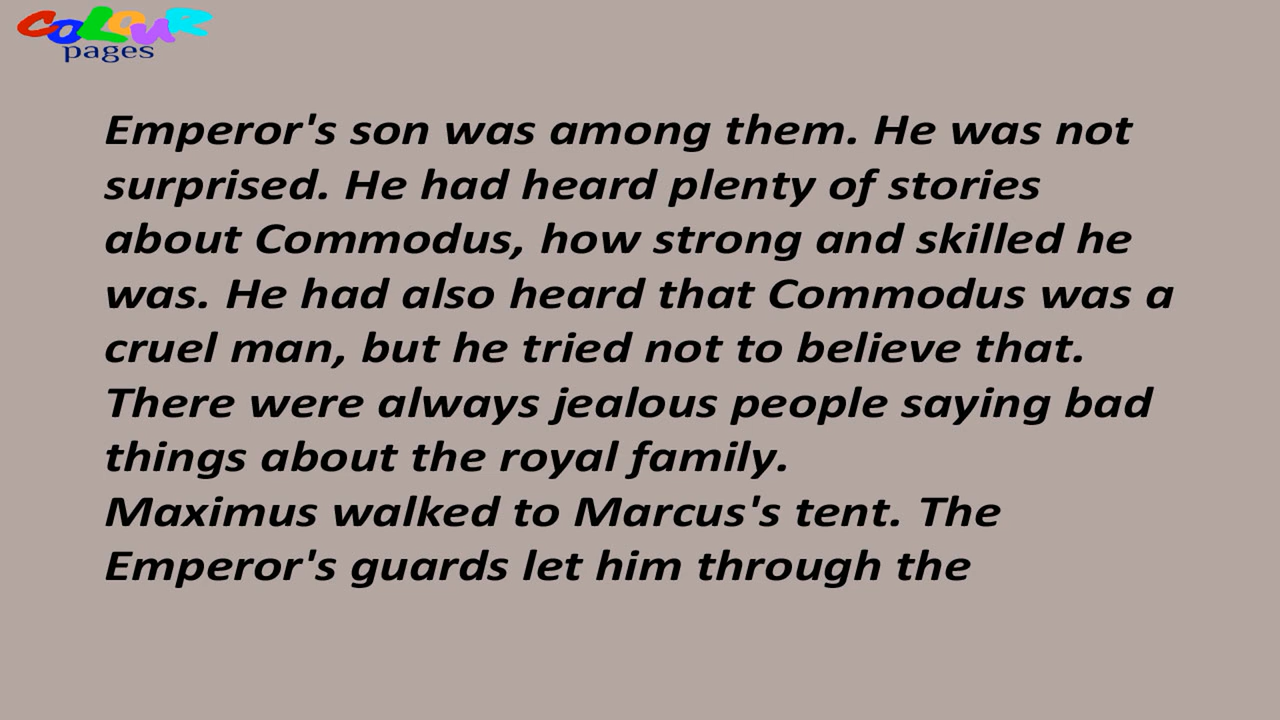 COLOUR
pages
Emperor's son was among them. He was not
surprised. He had heard plenty of stories
about Commodus, how strong and skilled he
was. He had also heard that Commodus was a
cruel man, but he tried not to believe that.
There were always jealous people saying bad
things about the royal family.
Maximus walked to Marcus's tent. The
Emperor's guards let him through the